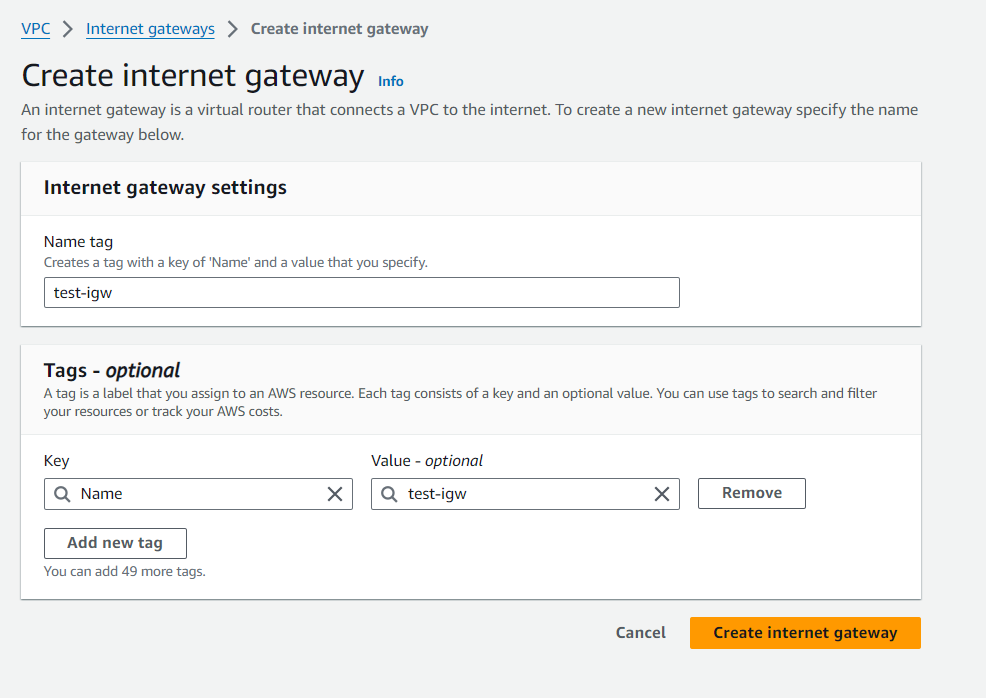 VPC > Internet gateways > Create internet gateway
Create internet gateway Info
An internet gateway is a virtual router that connects a VPC to the internet. To create a new internet gateway specify the name
for the gateway below.
Internet gateway settings
Name tag
Creates a tag with a key of 'Name' and a value that you specify.
test-igw
Tags - optional
A tag is a label that you assign to an AWS resource. Each tag consists of a key and an optional value. You can use tags to search and filter
your resources or track your AWS costs.
Key Value - optional
Name test-igw Remove
Add new tag
You can add 49 more tags.
Cancel Create internet gateway